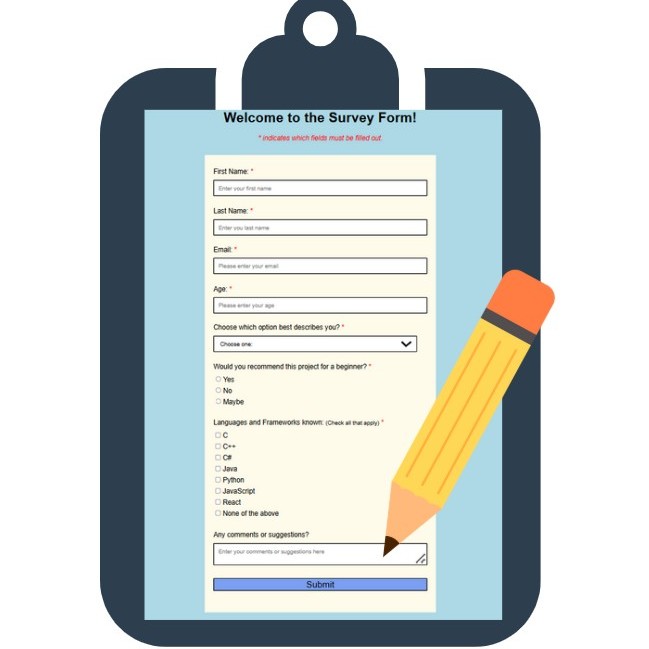 Welcome to the Survey Form!
* indicates which fields must be filled out.
First Name: *
Enter your first name
Last Name: *
Enter you last name
Email: *
Please enter your email
Age: *
Please enter your age
Choose which option best describes you? *
Choose one:
Would you recommend this project for a beginner? *
Yes
No
Maybe
Languages and Frameworks known: (Check all that apply) *
C
C++
C#
Java
Python
JavaScript
React
None of the above
Any comments or suggestions?
Enter your comments or suggestions here
Submit